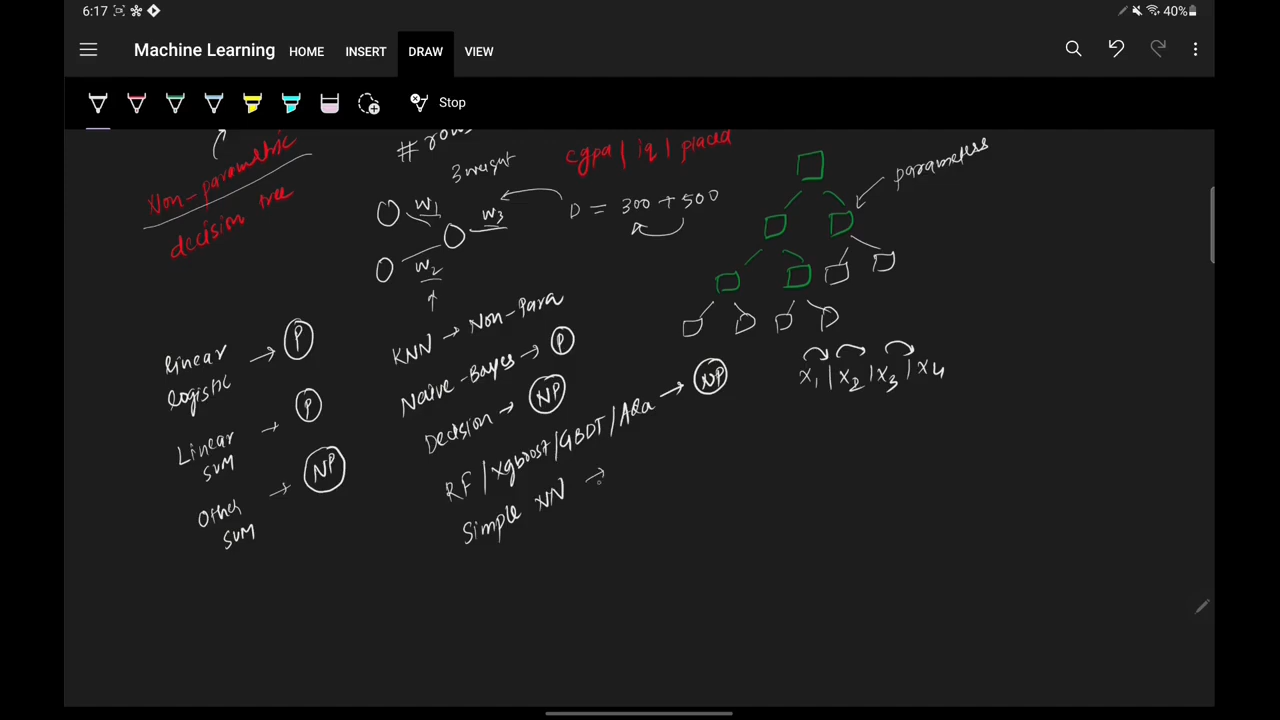 6:17 40%
Machine Learning HOME INSERT DRAW VIEW
Stop
Non-parametric
decision tree
# rows
3 weight
cgpa | iq | placed
W1
W2
W3
D = 300 + 500
parameters
linear
logistic → P
Linear
SVM → P
Other
SVM → NP
KNN → Non-Para
Naive-Bayes → P
Decision → NP
RF | Xgboost | GBDT | Ada → NP
Simple NN →
X1 | X2 | X3 | X4